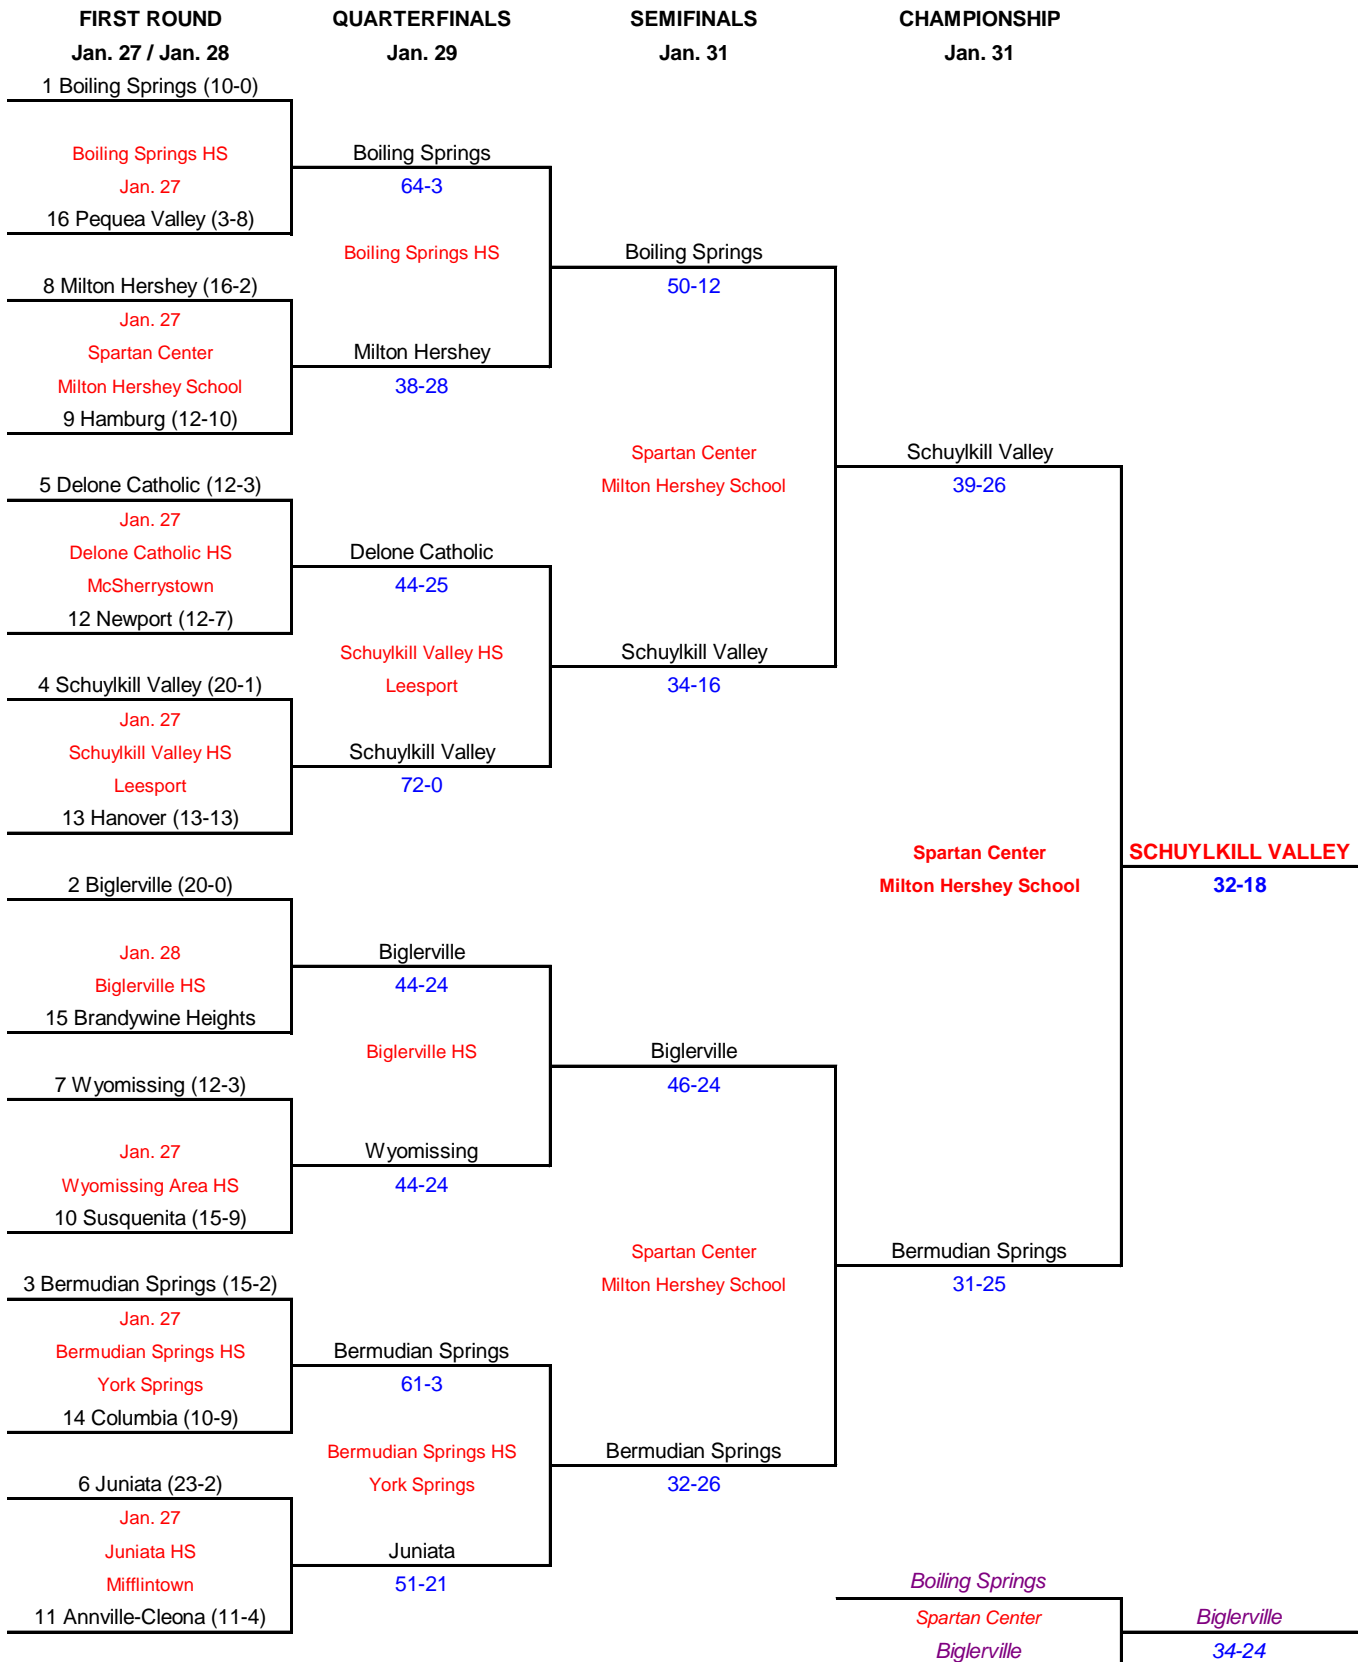 FIRST ROUND
Jan. 27 / Jan. 28
1 Boiling Springs (10-0)
Boiling Springs HS
Jan. 27
16 Pequea Valley (3-8)
8 Milton Hershey (16-2)
Jan. 27
Spartan Center
Milton Hershey School
9 Hamburg (12-10)
5 Delone Catholic (12-3)
Jan. 27
Delone Catholic HS
McSherrystown
12 Newport (12-7)
4 Schuylkill Valley (20-1)
Jan. 27
Schuylkill Valley HS
Leesport
13 Hanover (13-13)
2 Biglerville (20-0)
Jan. 28
Biglerville HS
15 Brandywine Heights
7 Wyomissing (12-3)
Jan. 27
Wyomissing Area HS
10 Susquenita (15-9)
3 Bermudian Springs (15-2)
Jan. 27
Bermudian Springs HS
York Springs
14 Columbia (10-9)
6 Juniata (23-2)
Jan. 27
Juniata HS
Mifflintown
11 Annville-Cleona (11-4)
QUARTERFINALS
Jan. 29
Boiling Springs
64-3
Boiling Springs HS
Milton Hershey
38-28
Delone Catholic
44-25
Schuylkill Valley HS
Leesport
Schuylkill Valley
72-0
Biglerville
44-24
Biglerville HS
Wyomissing
44-24
Bermudian Springs
61-3
Bermudian Springs HS
York Springs
Juniata
51-21
SEMIFINALS
Jan. 31
Boiling Springs
50-12
Spartan Center
Milton Hershey School
Schuylkill Valley
34-16
Biglerville
46-24
Spartan Center
Milton Hershey School
Bermudian Springs
32-26
CHAMPIONSHIP
Jan. 31
Schuylkill Valley
39-26
Spartan Center
Milton Hershey School
Bermudian Springs
31-25
SCHUYLKILL VALLEY
32-18
Boiling Springs
Spartan Center
Biglerville
Biglerville
34-24